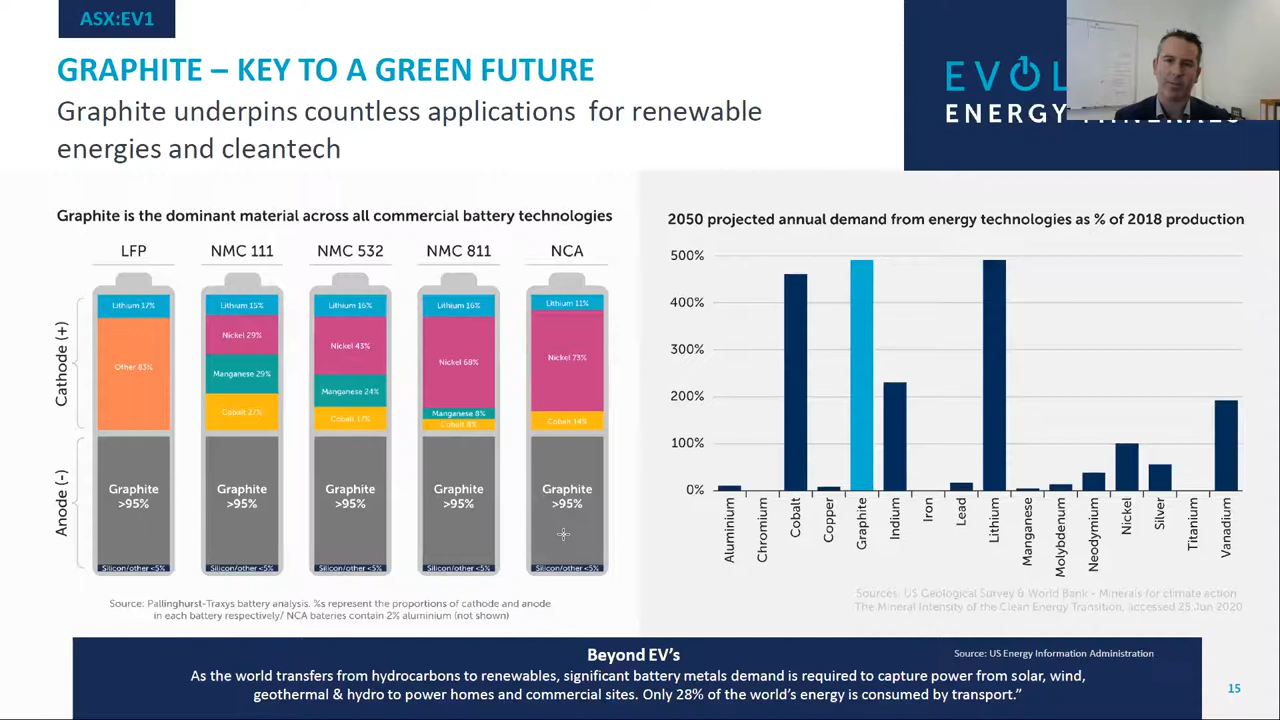 ASX:EV1
GRAPHITE – KEY TO A GREEN FUTURE
Graphite underpins countless applications for renewable
energies and cleantech
ENERGY MINERALS
Graphite is the dominant material across all commercial battery technologies
LFP
NMC 111
NMC 532
NMC 811
NCA
Cathode (+)
Anode (-)
Lithium 17%
Other 83%
Graphite
>95%
Silicon/other <5%
Lithium 15%
Nickel 29%
Manganese 29%
Cobalt 27%
Graphite
>95%
Silicon/other <5%
Lithium 16%
Nickel 43%
Manganese 24%
Cobalt 17%
Graphite
>95%
Silicon/other <5%
Lithium 16%
Nickel 68%
Manganese 8%
Cobalt 8%
Graphite
>95%
Silicon/other <5%
Lithium 11%
Nickel 73%
Cobalt 14%
Graphite
>95%
Silicon/other <5%
Source: Pallinghurst-Traxys battery analysis. %s represent the proportions of cathode and anode
in each battery respectively/ NCA bateries contain 2% aluminium (not shown)
2050 projected annual demand from energy technologies as % of 2018 production
500%
400%
300%
200%
100%
0%
Aluminium
Chromium
Cobalt
Copper
Graphite
Indium
Iron
Lead
Lithium
Manganese
Molybdenum
Neodymium
Nickel
Silver
Titanium
Vanadium
Sources: US Geological Survey & World Bank - Minerals for climate action
The Mineral Intensity of the Clean Energy Transition, accessed 25 Jun 2020
Beyond EV's
Source: US Energy Information Administration
As the world transfers from hydrocarbons to renewables, significant battery metals demand is required to capture power from solar, wind,
geothermal & hydro to power homes and commercial sites. Only 28% of the world's energy is consumed by transport.”
15